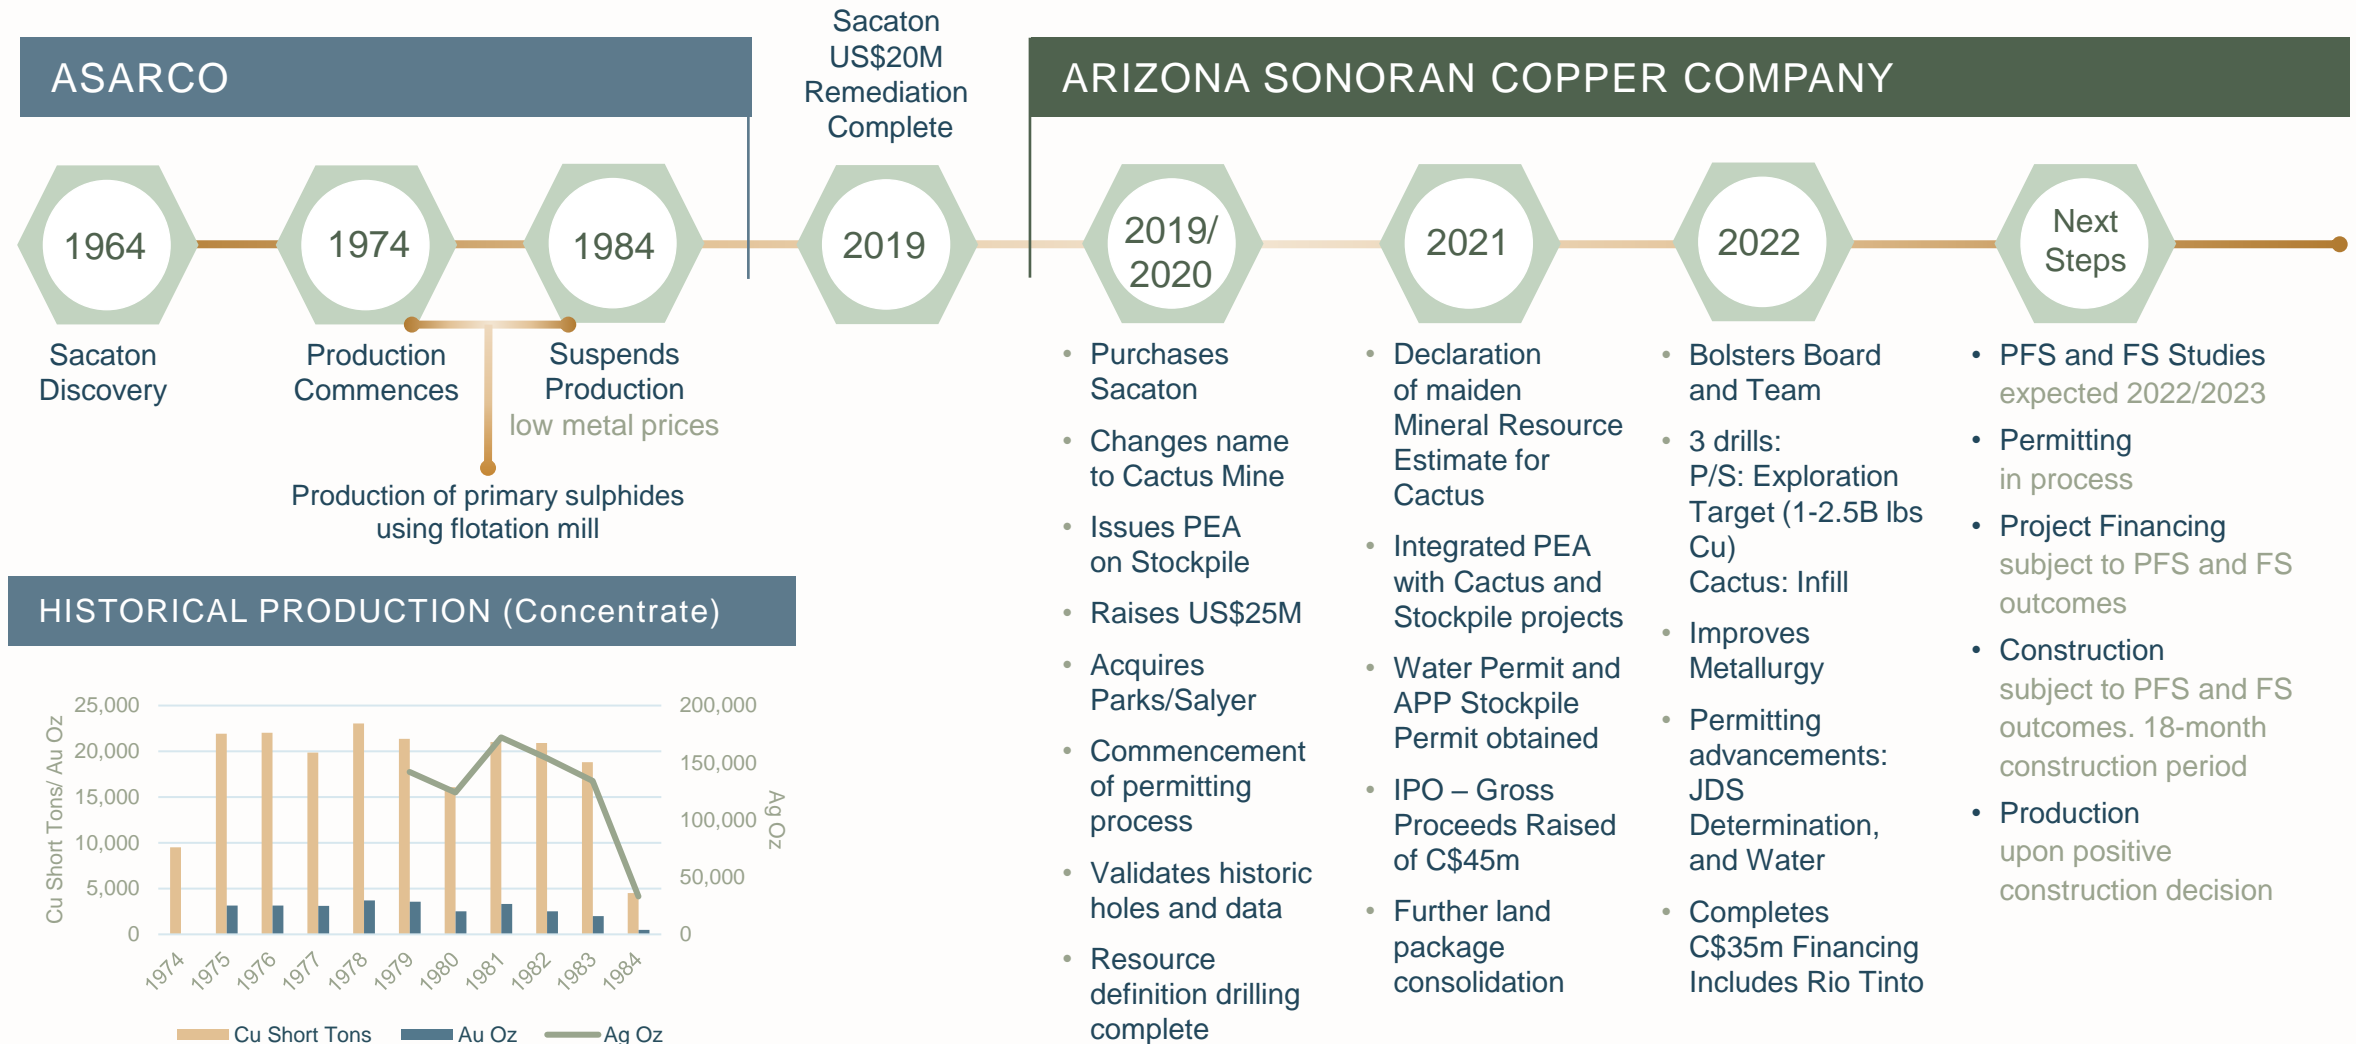 Sacaton
US$20M
Remediation
Complete
ASARCO
ARIZONA SONORAN COPPER COMPANY
1964
1974
1984
2019
2019/
2020
2021
2022
Next
Steps
Sacaton
Discovery
Production
Commences
Suspends
Production
low metal prices
Production of primary sulphides
using flotation mill
• Purchases
Sacaton
• Changes name
to Cactus Mine
• Issues PEA
on Stockpile
• Raises US$25M
• Acquires
Parks/Salyer
• Commencement
of permitting
process
• Validates historic
holes and data
• Resource
definition drilling
complete
• Declaration
of maiden
Mineral Resource
Estimate for
Cactus
• Integrated PEA
with Cactus and
Stockpile projects
• Water Permit and
APP Stockpile
Permit obtained
• IPO – Gross
Proceeds Raised
of C$45m
• Further land
package
consolidation
• Bolsters Board
and Team
• 3 drills:
P/S: Exploration
Target (1-2.5B lbs
Cu)
Cactus: Infill
• Improves
Metallurgy
• Permitting
advancements:
JDS
Determination,
and Water
• Completes
C$35m Financing
Includes Rio Tinto
• PFS and FS Studies
expected 2022/2023
• Permitting
in process
• Project Financing
subject to PFS and FS
outcomes
• Construction
subject to PFS and FS
outcomes. 18-month
construction period
• Production
upon positive
construction decision
HISTORICAL PRODUCTION (Concentrate)
Cu Short Tons/ Au Oz
25,000
20,000
15,000
10,000
5,000
0
200,000
150,000
100,000
50,000
0
Ag Oz
1974
1975
1976
1977
1978
1979
1980
1981
1982
1983
1984
Cu Short Tons
Au Oz
Ag Oz